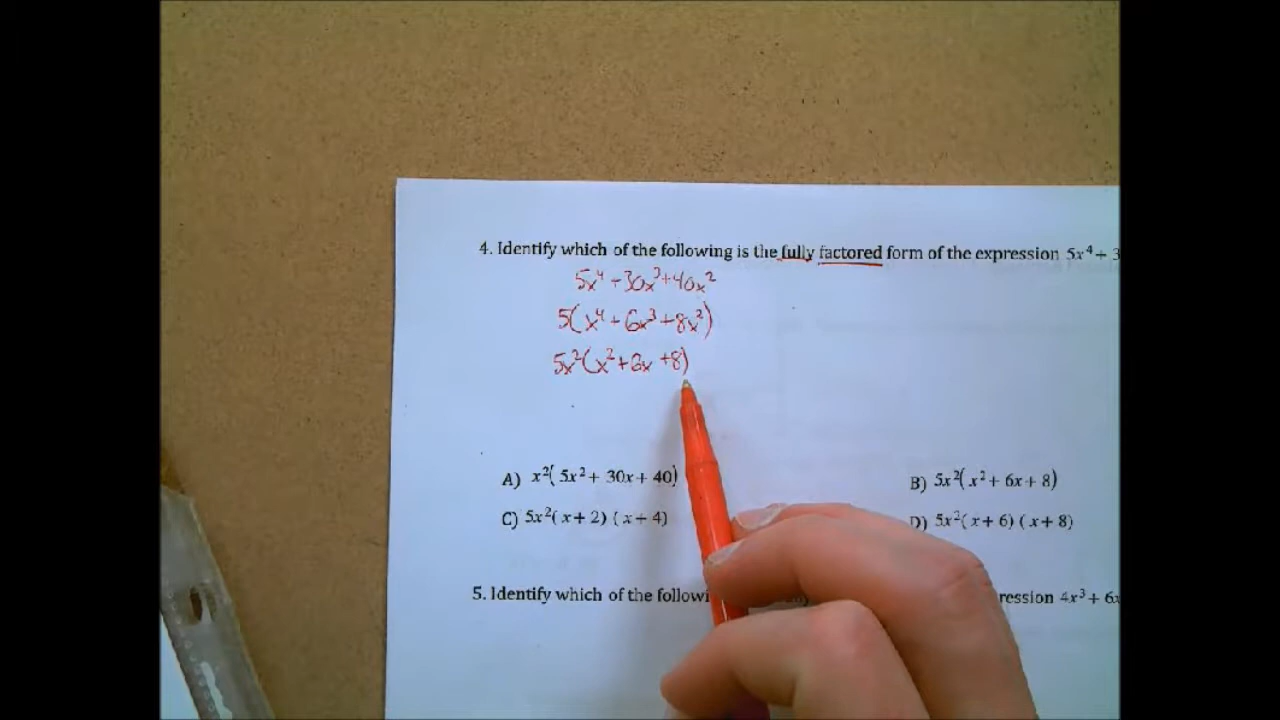 4. Identify which of the following is the fully factored form of the expression 5x⁴ + 3
5x⁴ + 30x³ + 40x²
5(x⁴ + 6x³ + 8x²)
5x²(x² + 6x + 8)
A) x²(5x² + 30x + 40)
B) 5x²(x² + 6x + 8)
C) 5x²(x + 2)(x + 4)
D) 5x²(x + 6)(x + 8)
5. Identify which of the followi ression 4x³ + 6x